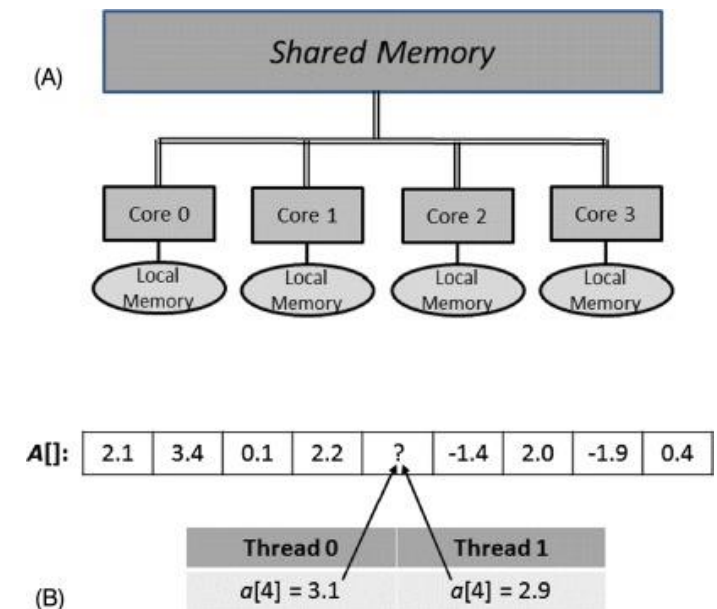 Shared Memory
(A)
Core 0 Core 1 Core 2 Core 3
Local Memory Local Memory Local Memory Local Memory
A[]: 2.1 3.4 0.1 2.2 ? -1.4 2.0 -1.9 0.4
Thread 0 Thread 1
(B) a[4] = 3.1 a[4] = 2.9